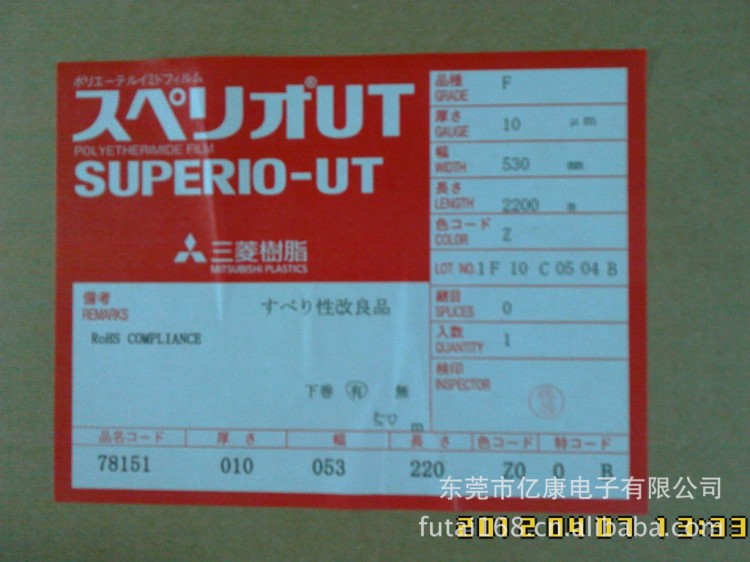 ポリエーテルイミドフィルム
スペリオ®UT
POLYETHERIMIDE FILM
SUPERIO-UT
三菱樹脂
MITSUBISHI PLASTICS
品種 F
GRADE
厚さ 10 μm
GAUGE
幅 530 mm
WIDTH
長さ 2200 m
LENGTH
色コード Z
COLOR
LOT NO. 1 F 10 C 05 04 B
継目 0
SPLICES
入数 1
QUANTITY
検印
INSPECTOR
備考 すべり性改良品
REMARKS
RoHS COMPLIANCE
下巻 有 無
50 m
品名コード 厚さ 幅 長さ 色コード 特コード
78151 010 053 220 Z0 0 B
东莞市亿康电子有限公司
2012 04 07 13:33